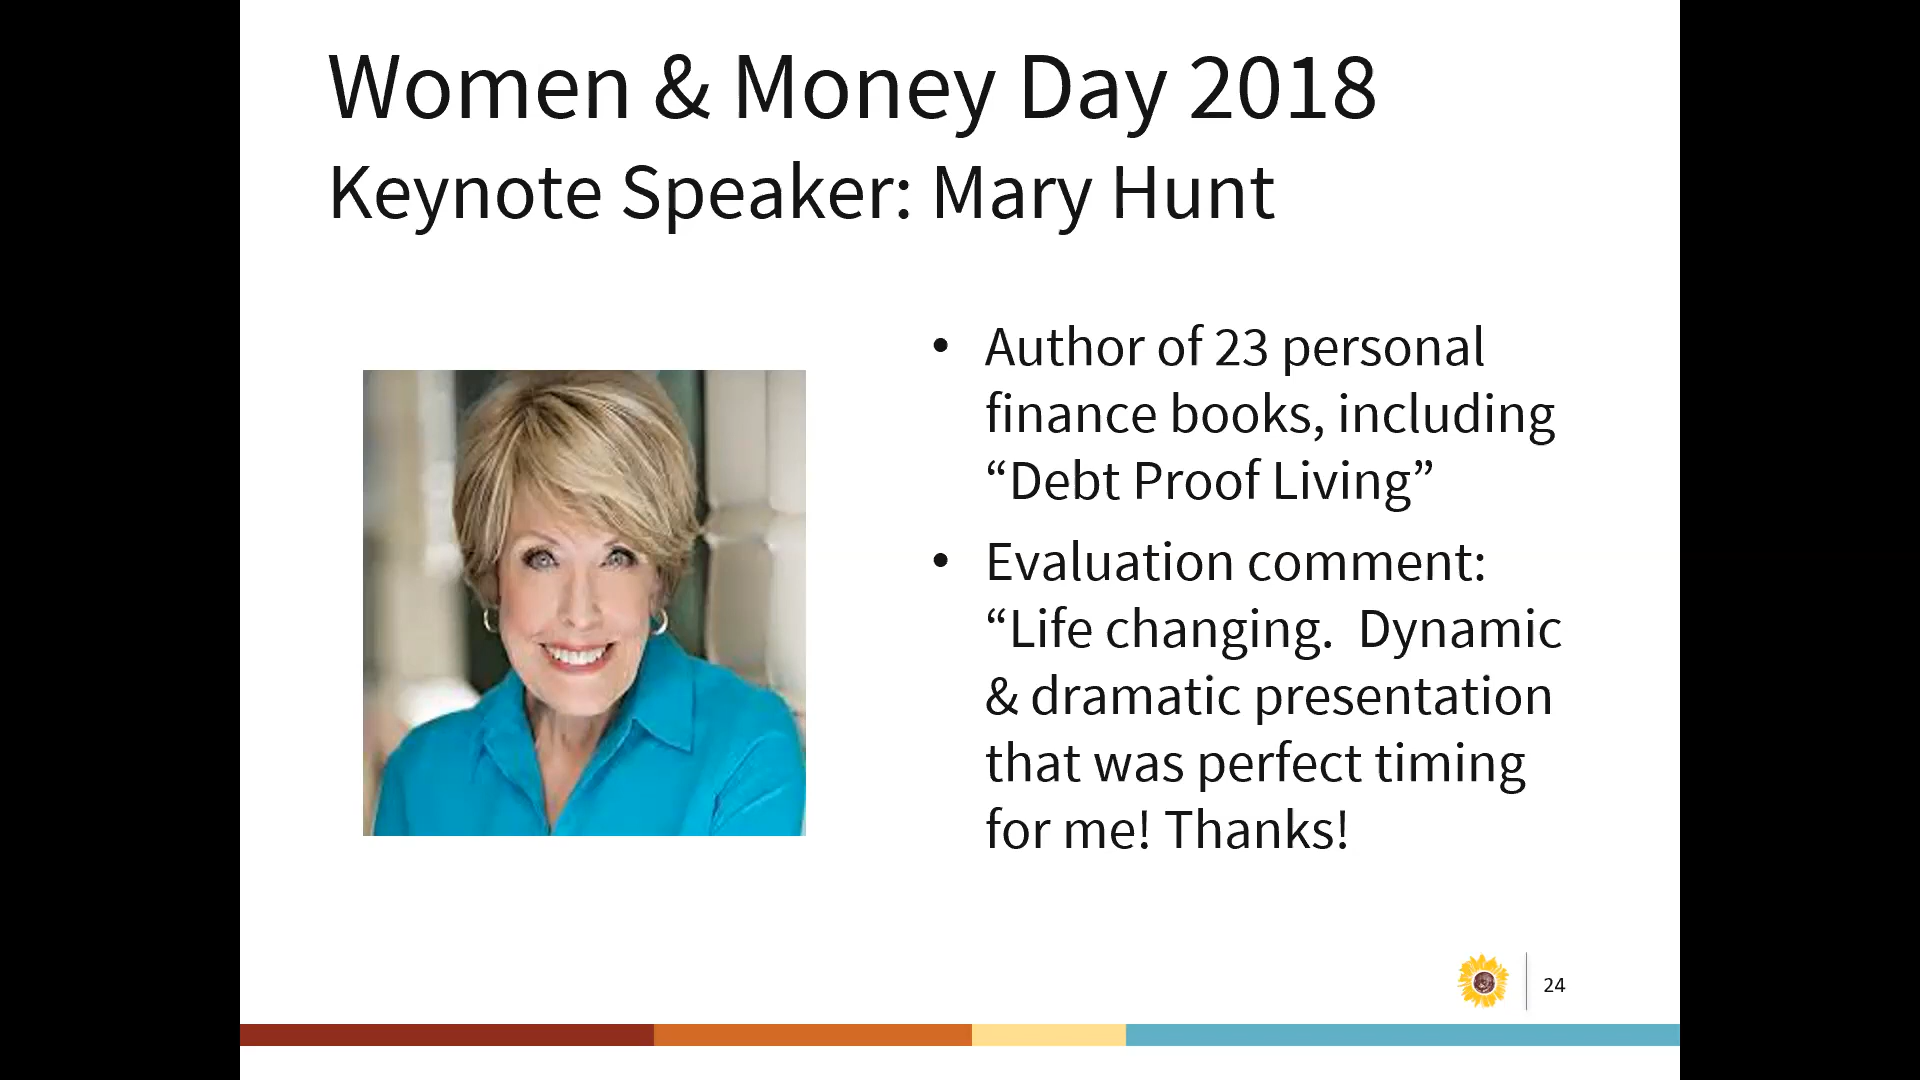 Women & Money Day 2018
Keynote Speaker: Mary Hunt
• Author of 23 personal
finance books, including
“Debt Proof Living”
• Evaluation comment:
“Life changing.  Dynamic
& dramatic presentation
that was perfect timing
for me! Thanks!
24